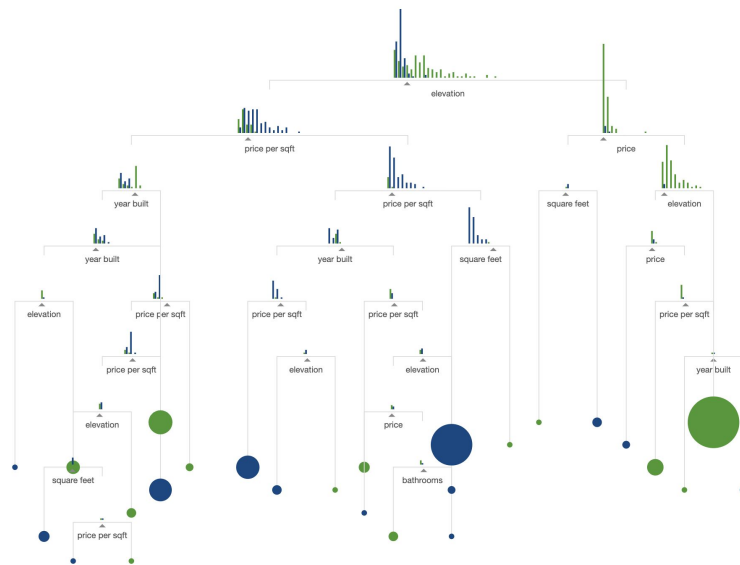 elevation
price per sqft
price
year built
price per sqft
square feet
elevation
year built
year built
square feet
price
elevation
price per sqft
price per sqft
price per sqft
price per sqft
price per sqft
elevation
elevation
year built
elevation
price
square feet
bathrooms
price per sqft